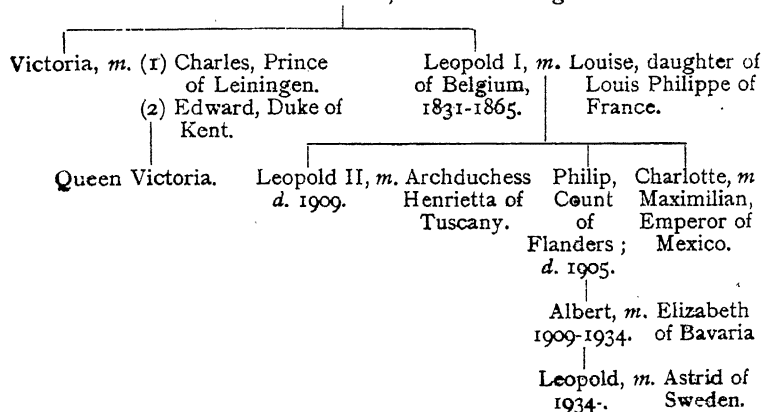 Victoria, m. (1) Charles, Prince
of Leiningen.
(2) Edward, Duke of
Kent.
Leopold I, m. Louise, daughter of
of Belgium, Louis Philippe of
1831-1865. France.
Queen Victoria.
Leopold II, m. Archduchess
d. 1909. Henrietta of
Tuscany.
Philip,
Count
of
Flanders ;
d. 1905.
Charlotte, m
Maximilian,
Emperor of
Mexico.
Albert, m. Elizabeth
1909-1934. of Bavaria
Leopold, m. Astrid of
1934-. Sweden.